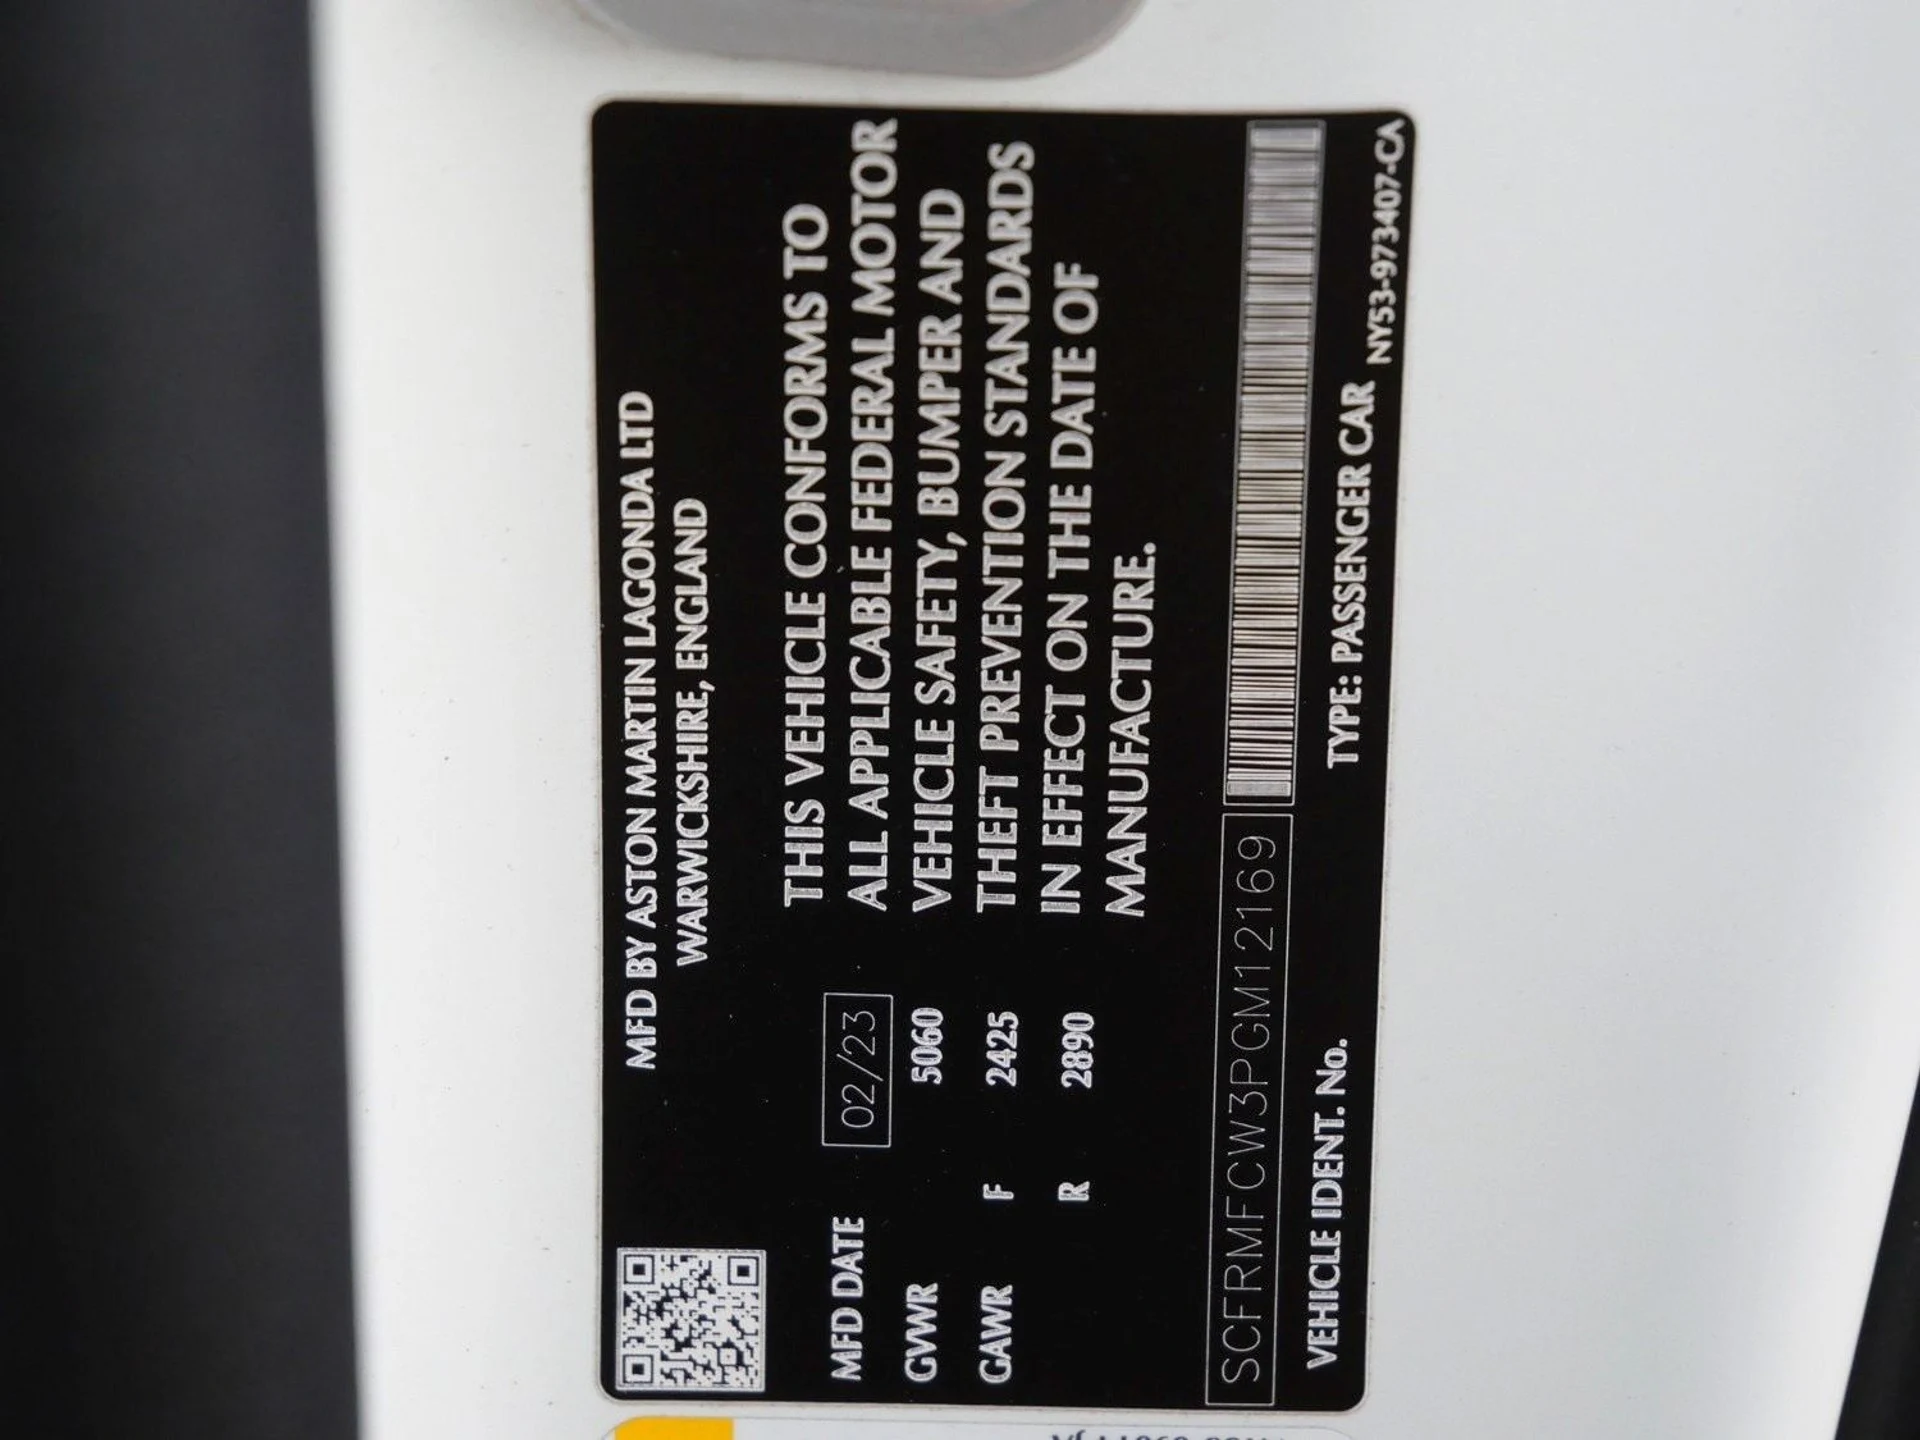 MFD BY ASTON MARTIN LAGONDA LTD
WARWICKSHIRE, ENGLAND
MFD DATE 02/23
GVWR 5060
GAWR F 2425
R 2890
THIS VEHICLE CONFORMS TO
ALL APPLICABLE FEDERAL MOTOR
VEHICLE SAFETY, BUMPER AND
THEFT PREVENTION STANDARDS
IN EFFECT ON THE DATE OF
MANUFACTURE.
SCFRMFCW3PGM12169
VEHICLE IDENT. No.
TYPE: PASSENGER CAR
NY53-973407-CA